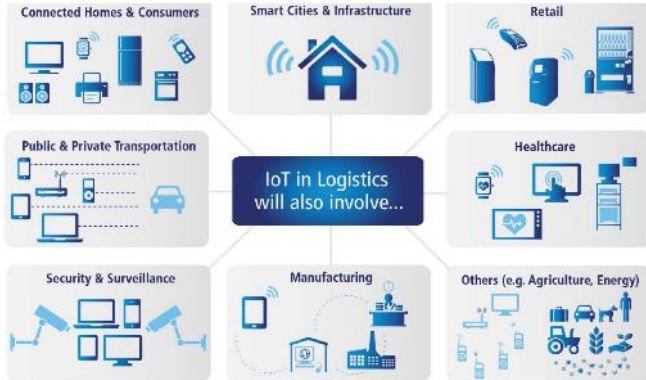 Connected Homes & Consumers
Smart Cities & Infrastructure
Retail
Public & Private Transportation
IoT in Logistics
will also involve...
Healthcare
Security & Surveillance
Manufacturing
Others (e.g. Agriculture, Energy)